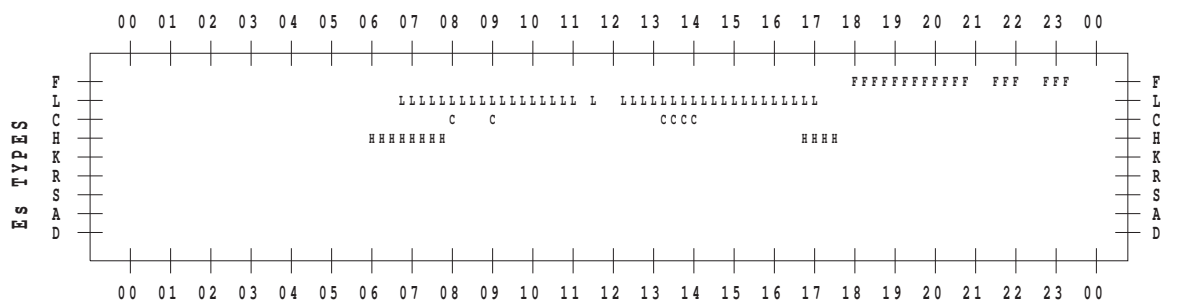 00 01 02 03 04 05 06 07 08 09 10 11 12 13 14 15 16 17 18 19 20 21 22 23 00
F FFFFFFFFFFFF FFF FFF F
L LLLLLLLLLLLLLLLLLL L LLLLLLLLLLLLLLLLLLLL L
C C C CCCC C
H HHHHHHHH HHHH H
K K
R R
S S
A A
D D
Es TYPES
00 01 02 03 04 05 06 07 08 09 10 11 12 13 14 15 16 17 18 19 20 21 22 23 00